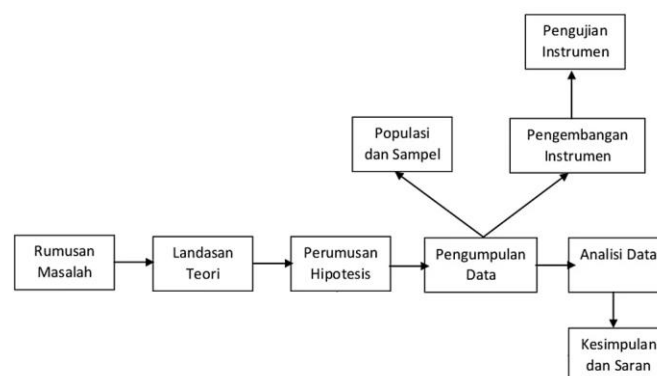 Pengujian
Instrumen
Populasi
dan Sampel
Pengembangan
Instrumen
Rumusan
Masalah
Landasan
Teori
Perumusan
Hipotesis
Pengumpulan
Data
Analisi Data
Kesimpulan
dan Saran